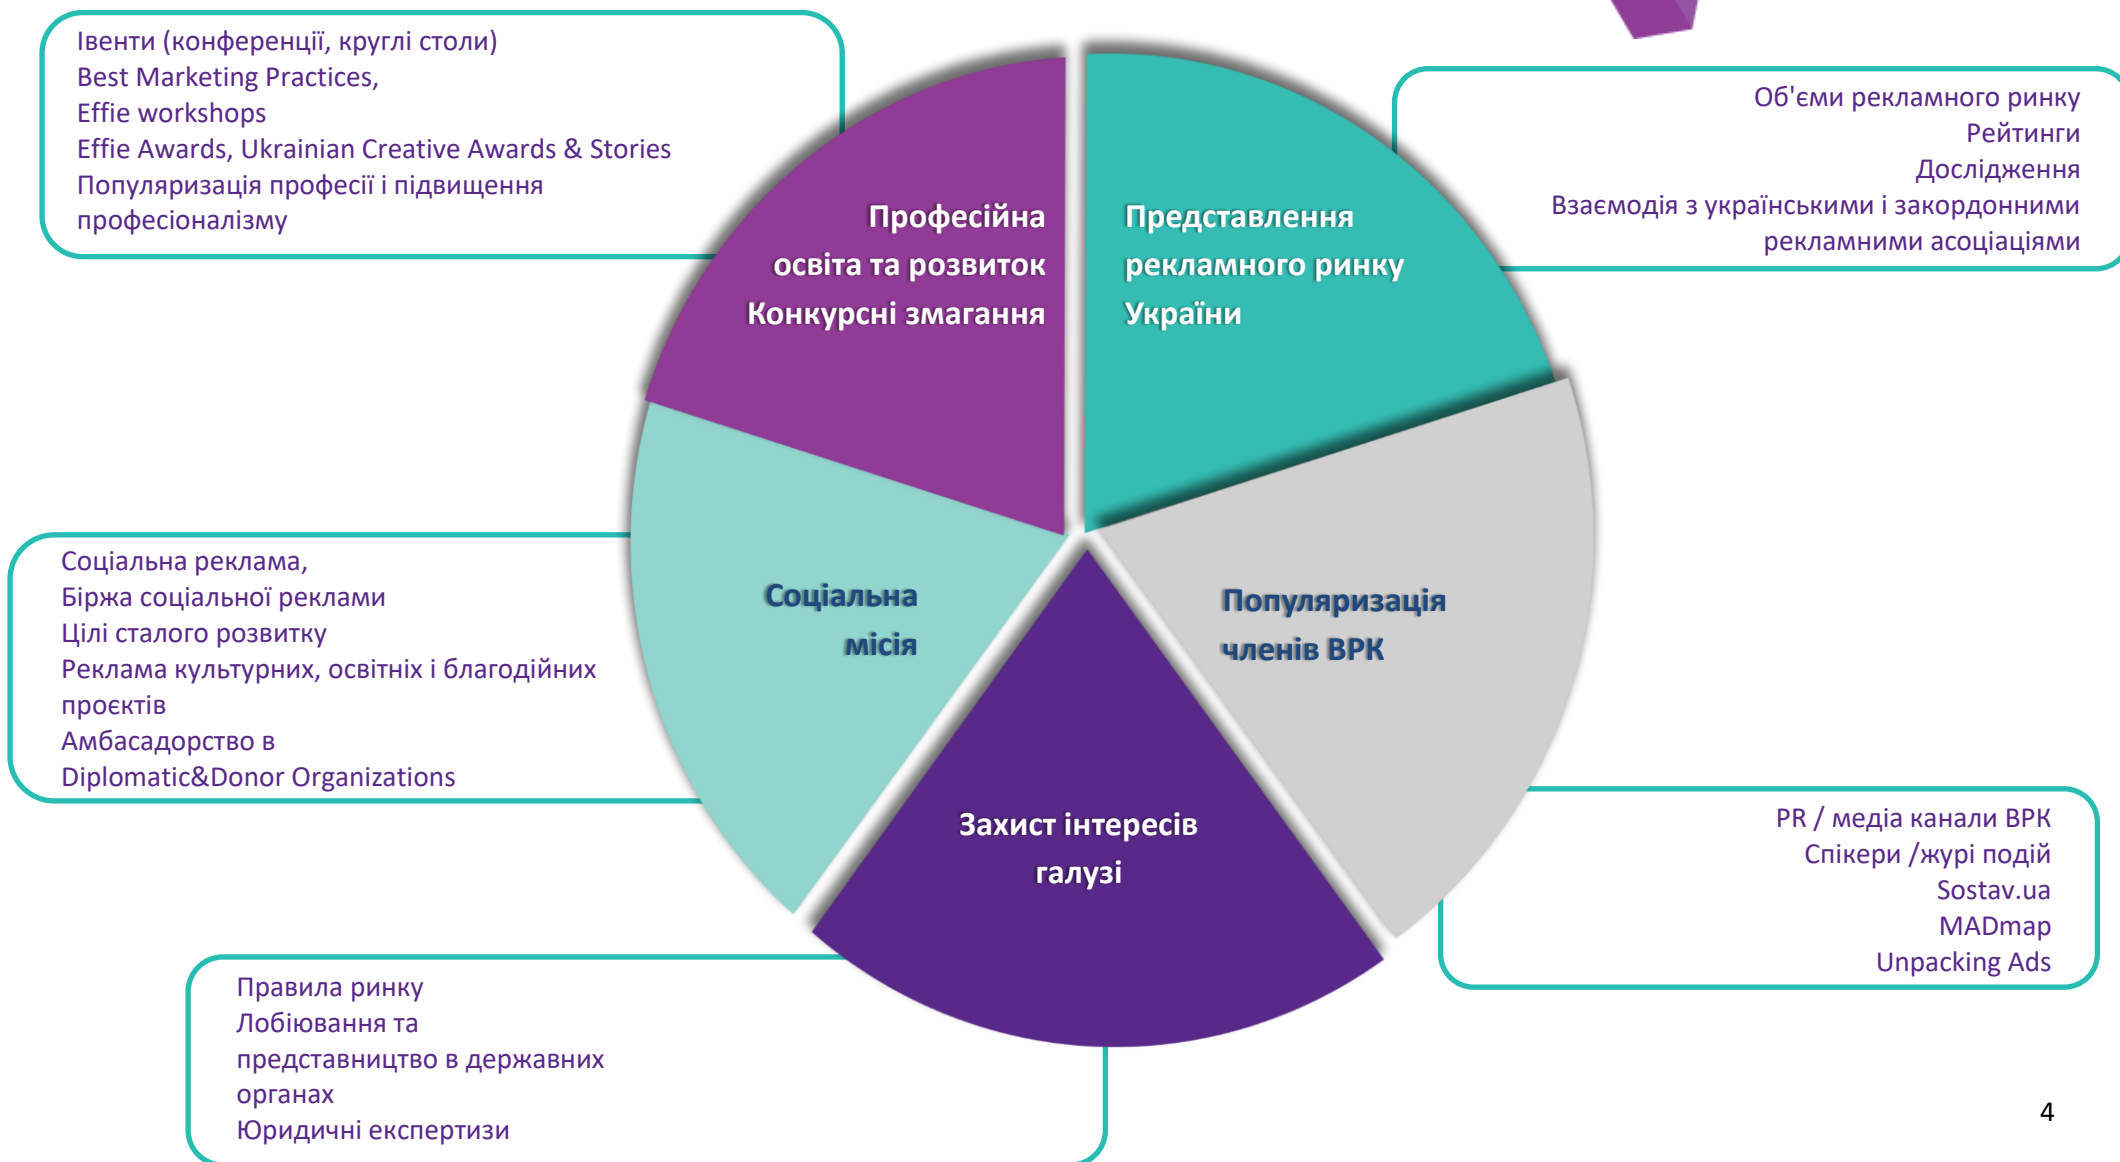 Івенти (конференції, круглі столи)
Best Marketing Practices,
Effie workshops
Effie Awards, Ukrainian Creative Awards & Stories
Популяризація професії і підвищення
професіоналізму
Об'єми рекламного ринку
Рейтинги
Дослідження
Взаємодія з українськими і закордонними
рекламними асоціаціями
Професійна
освіта та розвиток
Конкурсні змагання
Представлення
рекламного ринку
України
Соціальна реклама,
Біржа соціальної реклами
Цілі сталого розвитку
Реклама культурних, освітніх і благодійних
проєктів
Амбасадорство в
Diplomatic&Donor Organizations
Соціальна
місія
Популяризація
членів ВРК
Захист інтересів
галузі
PR / медіа канали ВРК
Спікери /журі подій
Sostav.ua
MADmap
Unpacking Ads
Правила ринку
Лобіювання та
представництво в державних
органах
Юридичні експертизи
4